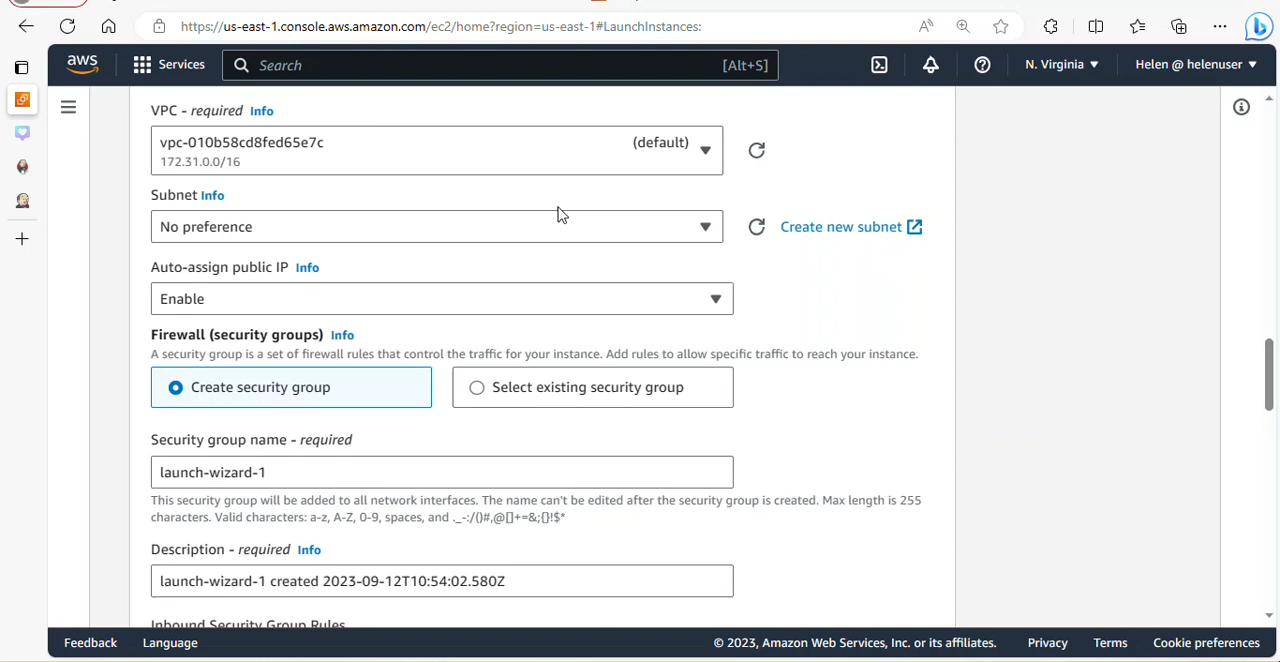 https://us-east-1.console.aws.amazon.com/ec2/home?region=us-east-1#LaunchInstances:
aws
Services
Search
[Alt+S]
N. Virginia
Helen @ helenuser
VPC - required Info
vpc-010b58cd8fed65e7c (default)
172.31.0.0/16
Subnet Info
No preference
Create new subnet
Auto-assign public IP Info
Enable
Firewall (security groups) Info
A security group is a set of firewall rules that control the traffic for your instance. Add rules to allow specific traffic to reach your instance.
Create security group
Select existing security group
Security group name - required
launch-wizard-1
This security group will be added to all network interfaces. The name can't be edited after the security group is created. Max length is 255
characters. Valid characters: a-z, A-Z, 0-9, spaces, and ._-:/()#,@[]+=&;{}!$*
Description - required Info
launch-wizard-1 created 2023-09-12T10:54:02.580Z
Inbound Security Group Rules
Feedback
Language
© 2023, Amazon Web Services, Inc. or its affiliates.
Privacy
Terms
Cookie preferences